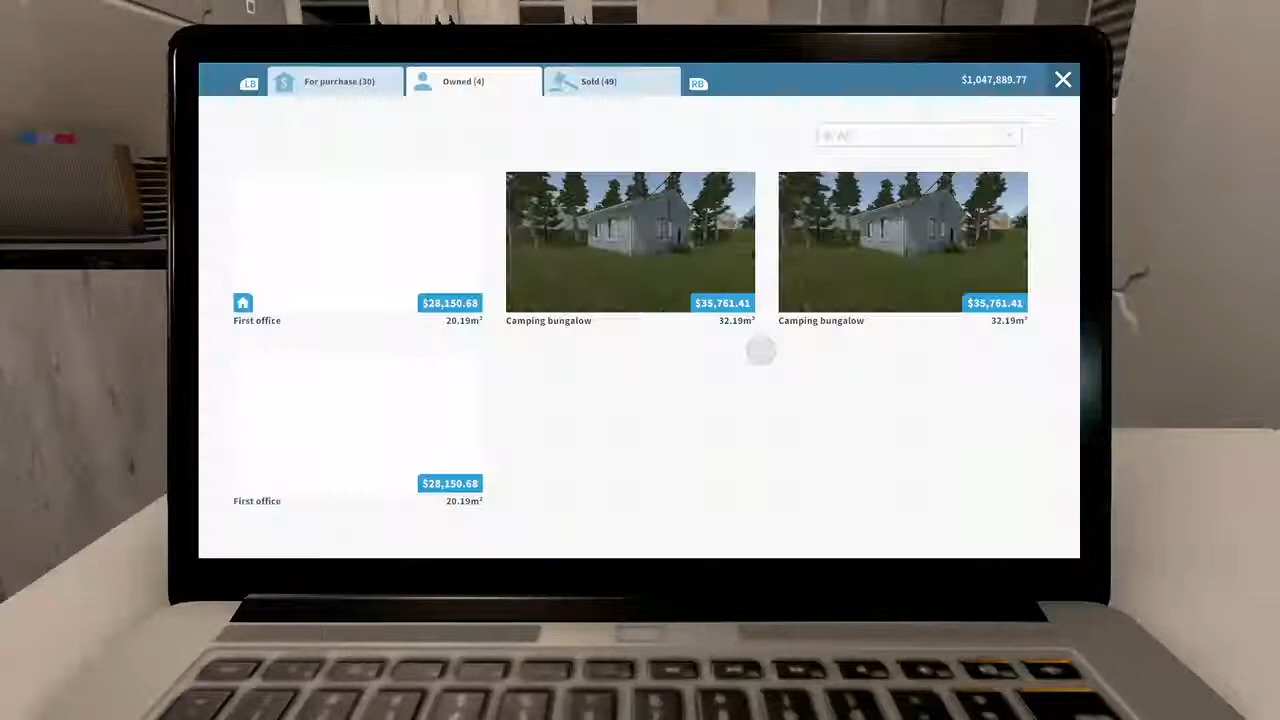 LB For purchase (30) Owned (4) Sold (49) RB $1,047,889.77
All
$28,150.68 $35,761.41 $35,761.41
First office 20.19m² Camping bungalow 32.19m² Camping bungalow 32.19m²
$28,150.68
First office 20.19m²